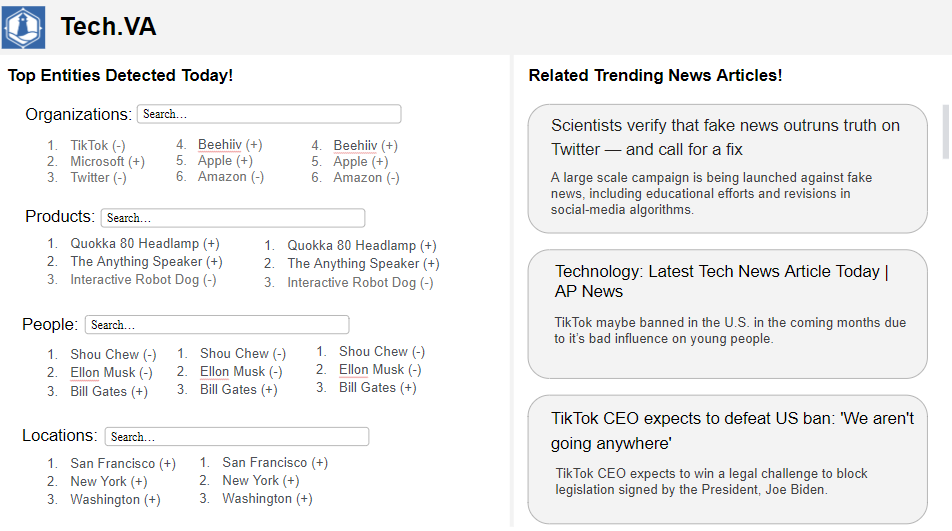 Tech.VA
Top Entities Detected Today!
Organizations: Search...
1. TikTok (-)
2. Microsoft (+)
3. Twitter (-)
4. Beehiiv (+)
5. Apple (+)
6. Amazon (-)
4. Beehiiv (+)
5. Apple (+)
6. Amazon (-)
Products: Search...
1. Quokka 80 Headlamp (+)
2. The Anything Speaker (+)
3. Interactive Robot Dog (-)
1. Quokka 80 Headlamp (+)
2. The Anything Speaker (+)
3. Interactive Robot Dog (-)
People: Search...
1. Shou Chew (-)
2. Ellon Musk (-)
3. Bill Gates (+)
1. Shou Chew (-)
2. Ellon Musk (-)
3. Bill Gates (+)
1. Shou Chew (-)
2. Ellon Musk (-)
3. Bill Gates (+)
Locations: Search...
1. San Francisco (+)
2. New York (+)
3. Washington (+)
1. San Francisco (+)
2. New York (+)
3. Washington (+)
Related Trending News Articles!
Scientists verify that fake news outruns truth on
Twitter — and call for a fix
A large scale campaign is being launched against fake
news, including educational efforts and revisions in
social-media algorithms.
Technology: Latest Tech News Article Today |
AP News
TikTok maybe banned in the U.S. in the coming months due
to it's bad influence on young people.
TikTok CEO expects to defeat US ban: 'We aren't
going anywhere'
TikTok CEO expects to win a legal challenge to block
legislation signed by the President, Joe Biden.